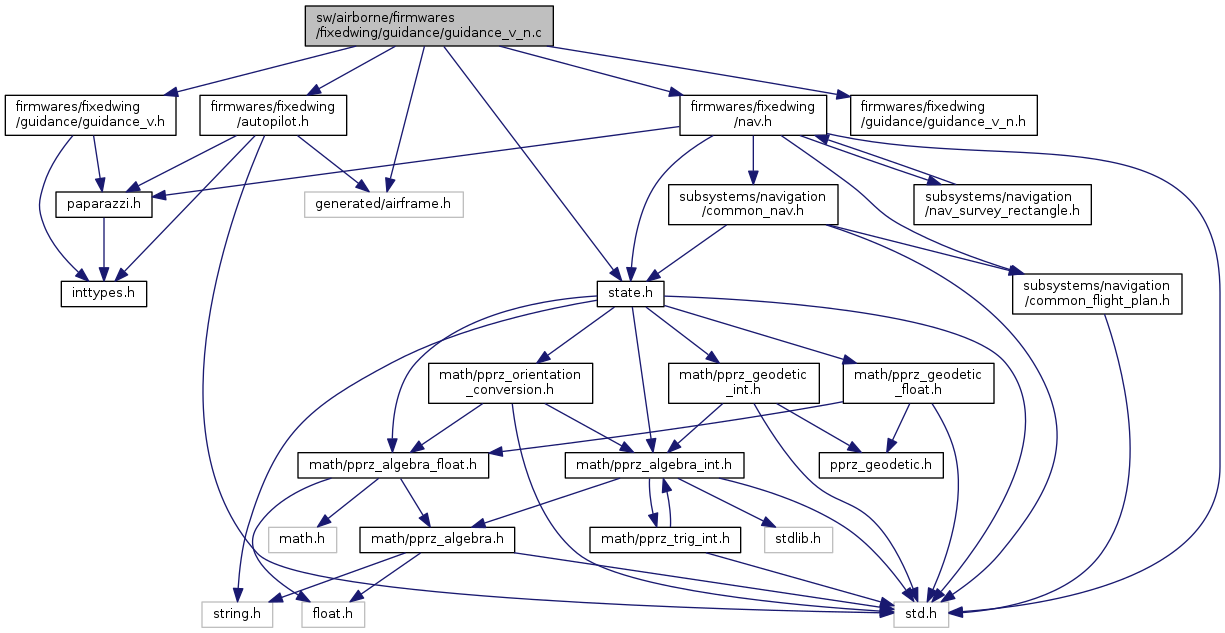 sw/airborne/firmwares
/fixedwing/guidance/guidance_v_n.c
firmwares/fixedwing
/guidance/guidance_v.h
firmwares/fixedwing
/autopilot.h
firmwares/fixedwing
/nav.h
firmwares/fixedwing
/guidance/guidance_v_n.h
paparazzi.h
generated/airframe.h
subsystems/navigation
/common_nav.h
subsystems/navigation
/nav_survey_rectangle.h
inttypes.h
state.h
subsystems/navigation
/common_flight_plan.h
math/pprz_orientation
_conversion.h
math/pprz_geodetic
_int.h
math/pprz_geodetic
_float.h
math/pprz_algebra_float.h
math/pprz_algebra_int.h
pprz_geodetic.h
math.h
math/pprz_algebra.h
math/pprz_trig_int.h
stdlib.h
string.h
float.h
std.h